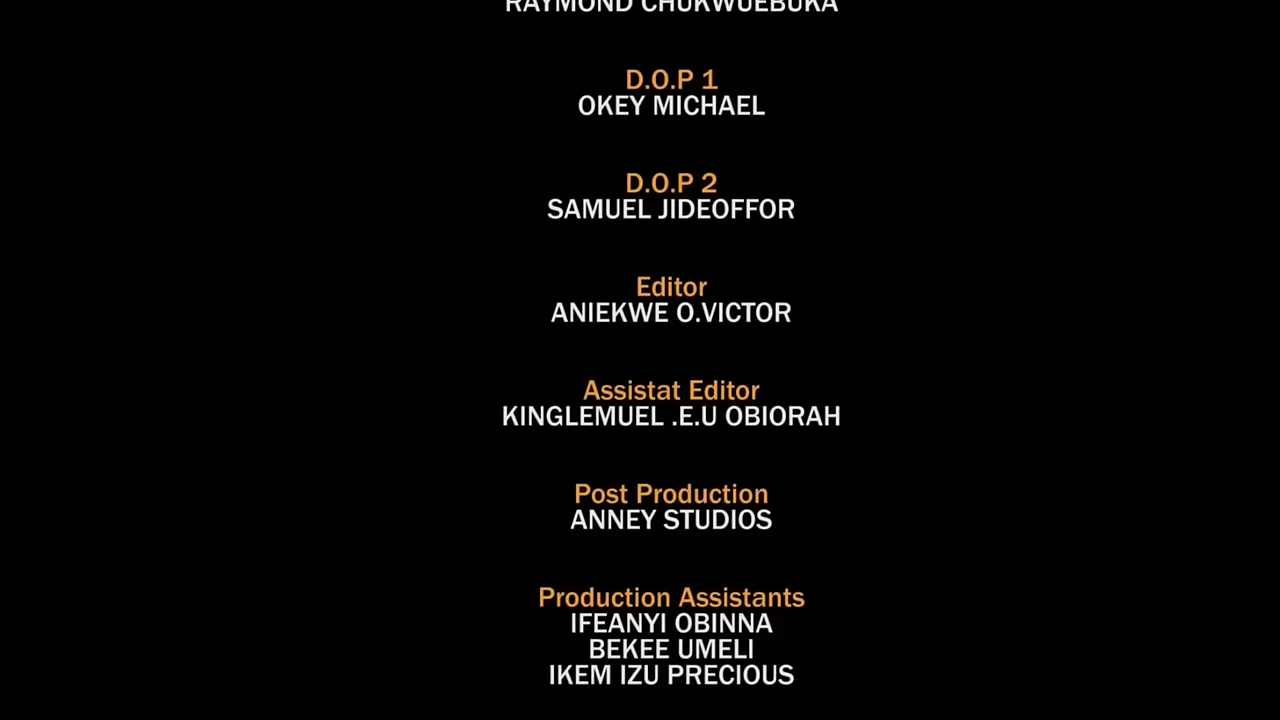 RAYMOND CHUKWUEBUKA
D.O.P 1
OKEY MICHAEL
D.O.P 2
SAMUEL JIDEOFFOR
Editor
ANIEKWE O.VICTOR
Assistat Editor
KINGLEMUEL .E.U OBIORAH
Post Production
ANNEY STUDIOS
Production Assistants
IFEANYI OBINNA
BEKEE UMELI
IKEM IZU PRECIOUS